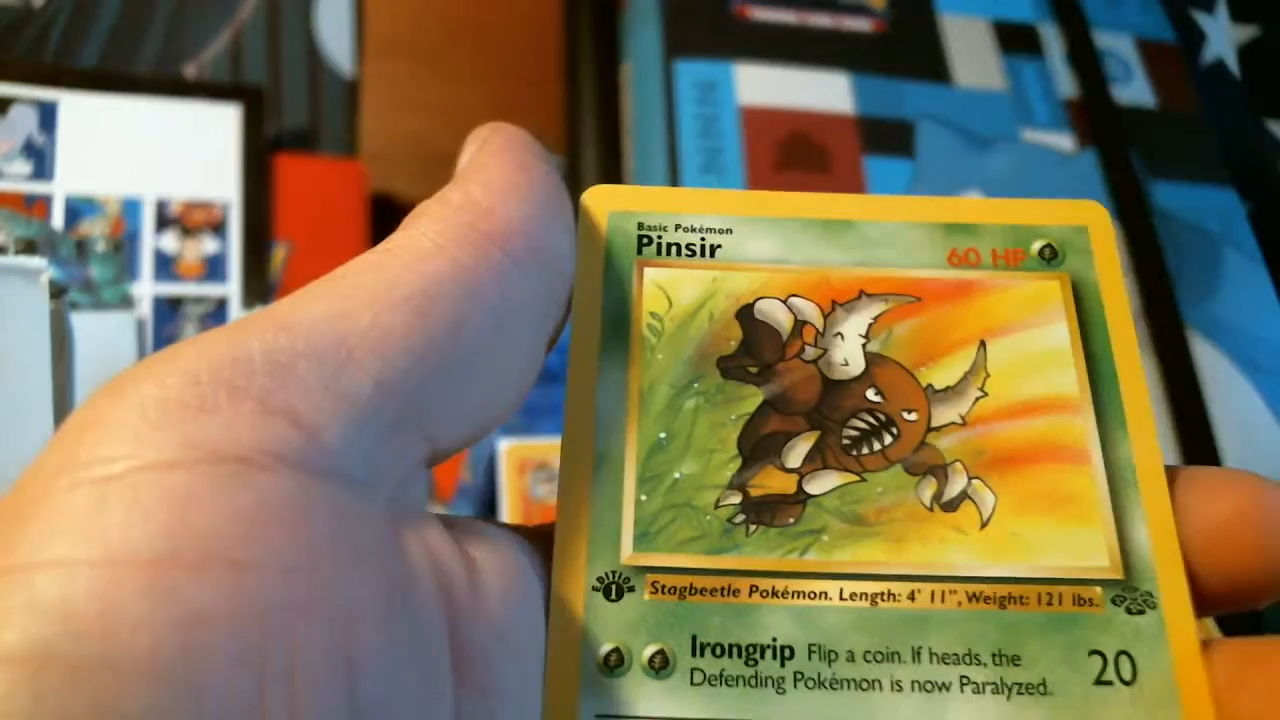 Basic Pokémon
Pinsir
60 HP
EDITION
1
Stagbeetle Pokémon. Length: 4' 11", Weight: 121 lbs.
Irongrip Flip a coin. If heads, the
Defending Pokémon is now Paralyzed.
20